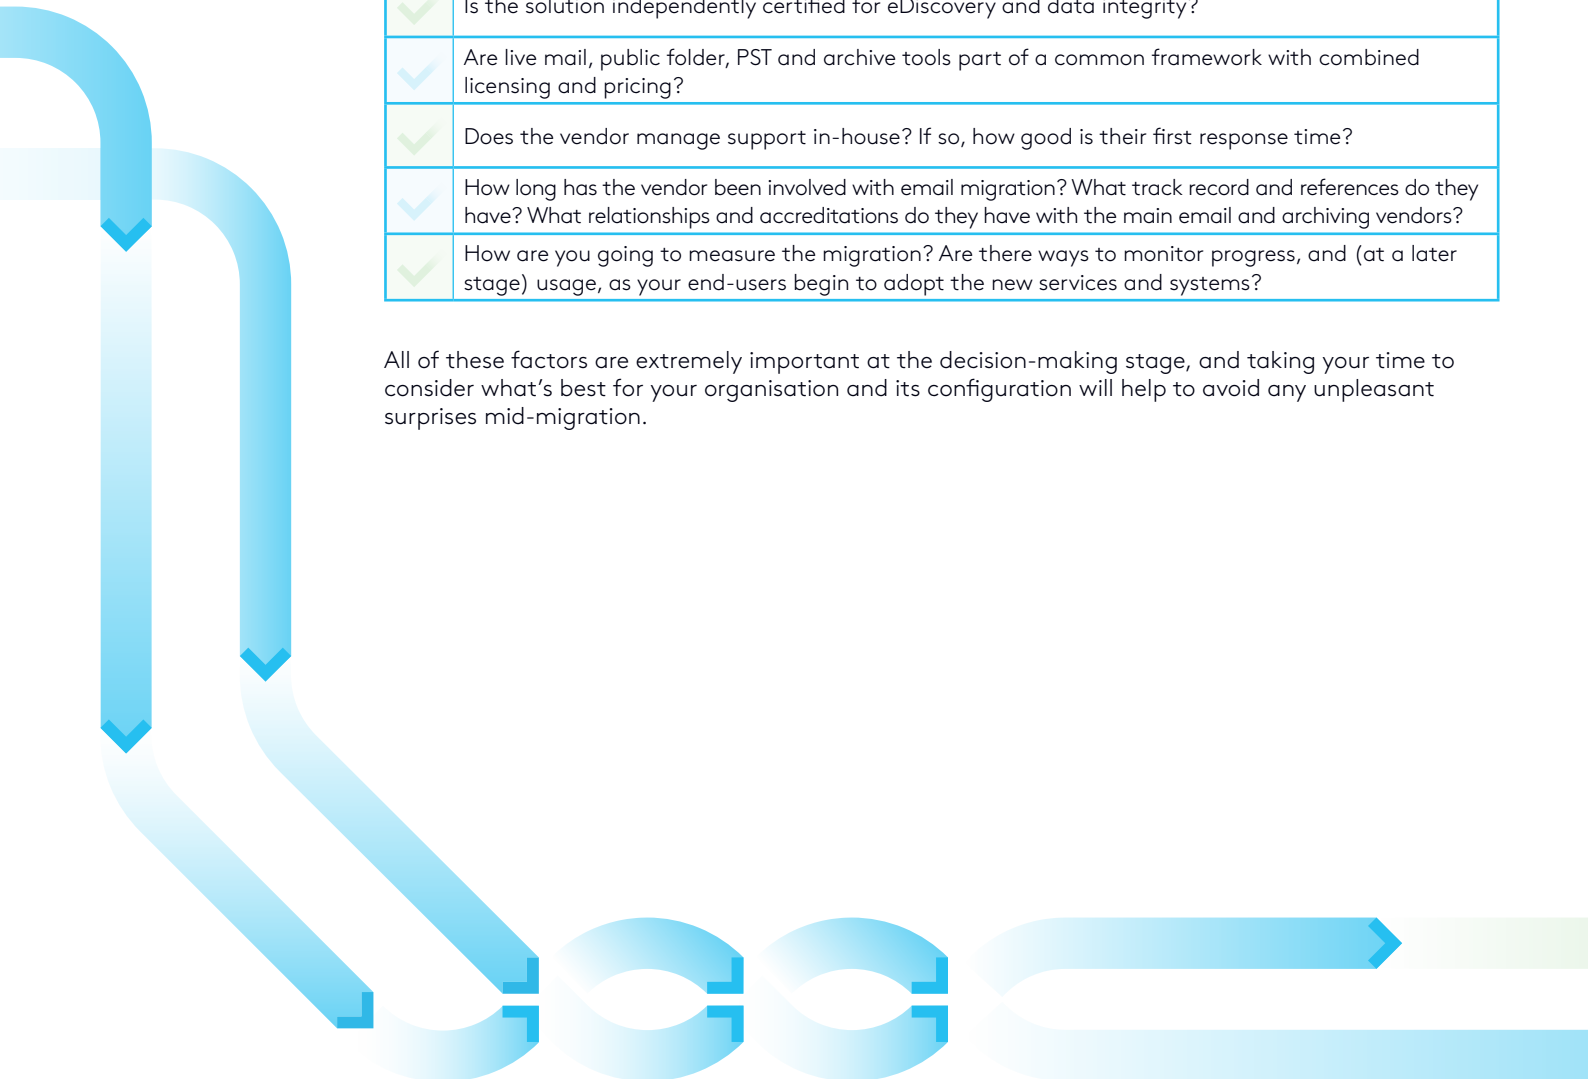 Is the solution independently certified for eDiscovery and data integrity?
Are live mail, public folder, PST and archive tools part of a common framework with combined
licensing and pricing?
Does the vendor manage support in-house? If so, how good is their first response time?
How long has the vendor been involved with email migration? What track record and references do they
have? What relationships and accreditations do they have with the main email and archiving vendors?
How are you going to measure the migration? Are there ways to monitor progress, and (at a later
stage) usage, as your end-users begin to adopt the new services and systems?
All of these factors are extremely important at the decision-making stage, and taking your time to
consider what’s best for your organisation and its configuration will help to avoid any unpleasant
surprises mid-migration.